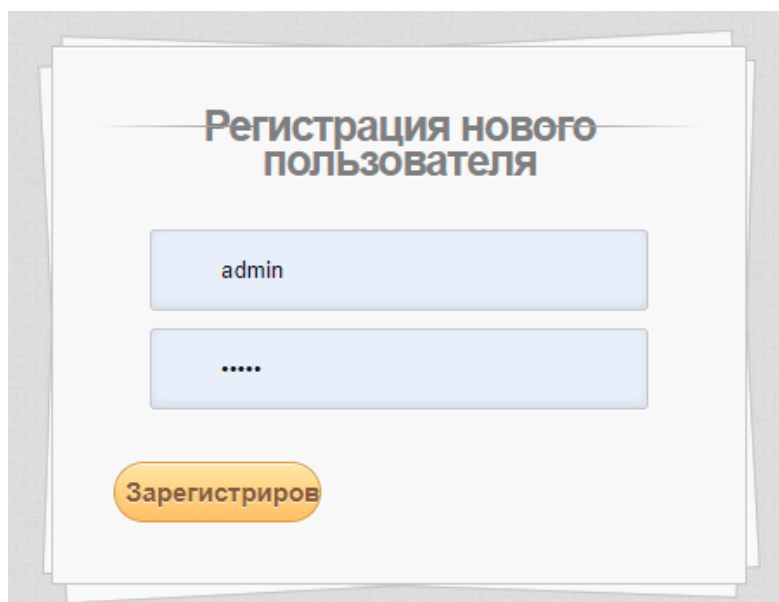 Регистрация нового
пользователя
admin
•••••
Зарегистриров